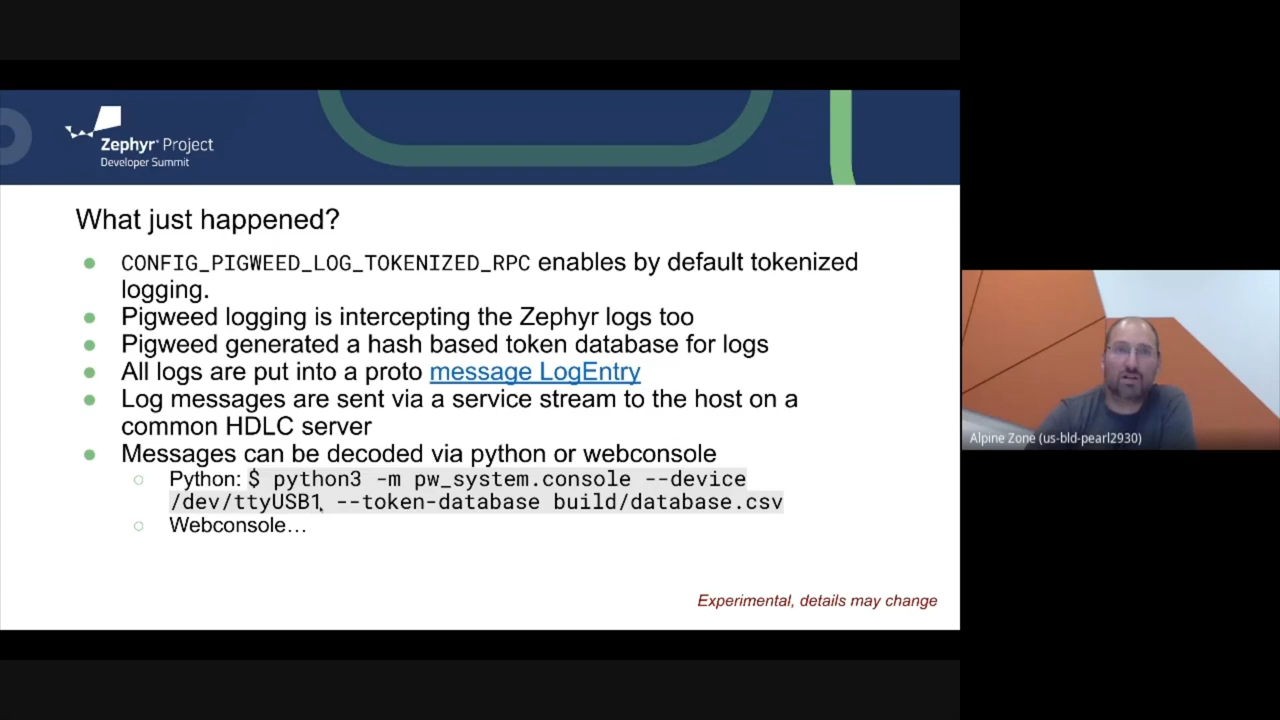 Zephyr® Project
Developer Summit
What just happened?
CONFIG_PIGWEED_LOG_TOKENIZED_RPC enables by default tokenized
logging.
Pigweed logging is intercepting the Zephyr logs too
Pigweed generated a hash based token database for logs
All logs are put into a proto message LogEntry
Log messages are sent via a service stream to the host on a
common HDLC server
Messages can be decoded via python or webconsole
Python: $ python3 -m pw_system.console --device
/dev/ttyUSB1 --token-database build/database.csv
Webconsole…
Experimental, details may change
Alpine Zone (us-bld-pearl2930)